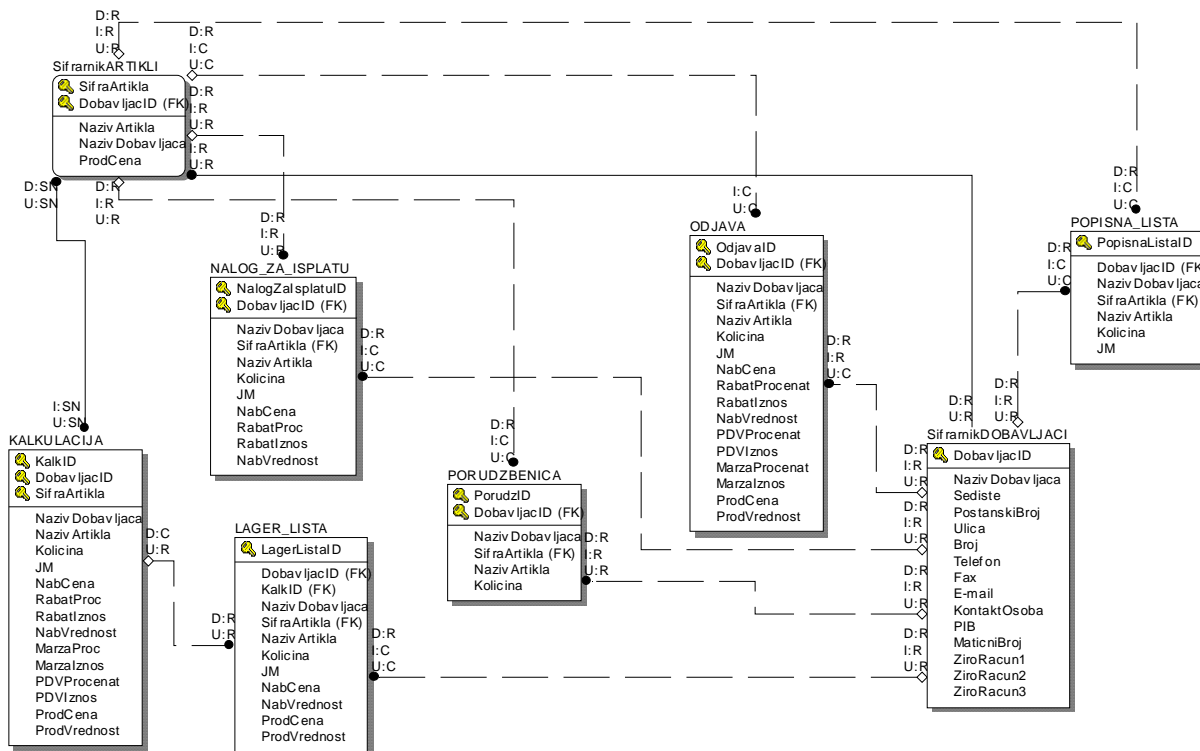 D:R
I:R
U:R
SifrarnikARTIKLI
SifraArtikla
DobavljacID (FK)
NazivArtikla
NazivDobavljaca
ProdCena
D:R
I:C
U:C
D:R
I:R
U:R
I:R
U:R
D:SN
U:SN
D:R
I:R
U:R
D:R
I:R
U:R
NALOG_ZA_ISPLATU
NalogZaIsplatuID
DobavljacID (FK)
NazivDobavljaca
SifraArtikla (FK)
NazivArtikla
Kolicina
JM
NabCena
RabatProc
RabatIznos
NabVrednost
D:R
I:C
U:C
I:C
U:C
ODJAVA
OdjavaID
DobavljacID (FK)
NazivDobavljaca
SifraArtikla (FK)
NazivArtikla
Kolicina
JM
NabCena
RabatProcenat
RabatIznos
NabVrednost
PDVProcenat
PDVIznos
MarzaProcenat
MarzaIznos
ProdCena
ProdVrednost
D:R
I:R
U:C
D:R
I:C
U:C
POPISNA_LISTA
PopisnaListaID
DobavljacID (FK
NazivDobavljaca
SifraArtikla (FK)
NazivArtikla
Kolicina
JM
D:R
I:C
U:C
D:R
I:R
U:R
D:R
U:R
SifrarnikDOBAVLJACI
DobavljacID
NazivDobavljaca
Sediste
PostanskiBroj
Ulica
Broj
Telefon
Fax
E-mail
KontaktOsoba
PIB
MaticniBroj
ZiroRacun1
ZiroRacun2
ZiroRacun3
D:R
I:R
U:R
D:R
I:R
U:R
D:R
I:R
U:R
D:R
I:R
U:R
I:SN
U:SN
KALKULACIJA
KalkID
DobavljacID
SifraArtikla
NazivDobavljaca
NazivArtikla
Kolicina
JM
NabCena
RabatProc
RabatIznos
NabVrednost
MarzaProc
MarzaIznos
PDVProcenat
PDVIznos
ProdCena
ProdVrednost
D:C
U:R
D:R
U:R
LAGER_LISTA
LagerListaID
DobavljacID (FK)
KalkID (FK)
NazivDobavljaca
SifraArtikla (FK)
NazivArtikla
Kolicina
JM
NabCena
NabVrednost
ProdCena
ProdVrednost
D:R
I:C
U:C
D:R
I:C
U:C
PORUDZBENICA
PorudzID
DobavljacID (FK)
NazivDobavljaca
SifraArtikla (FK)
NazivArtikla
Kolicina
D:R
I:R
U:R